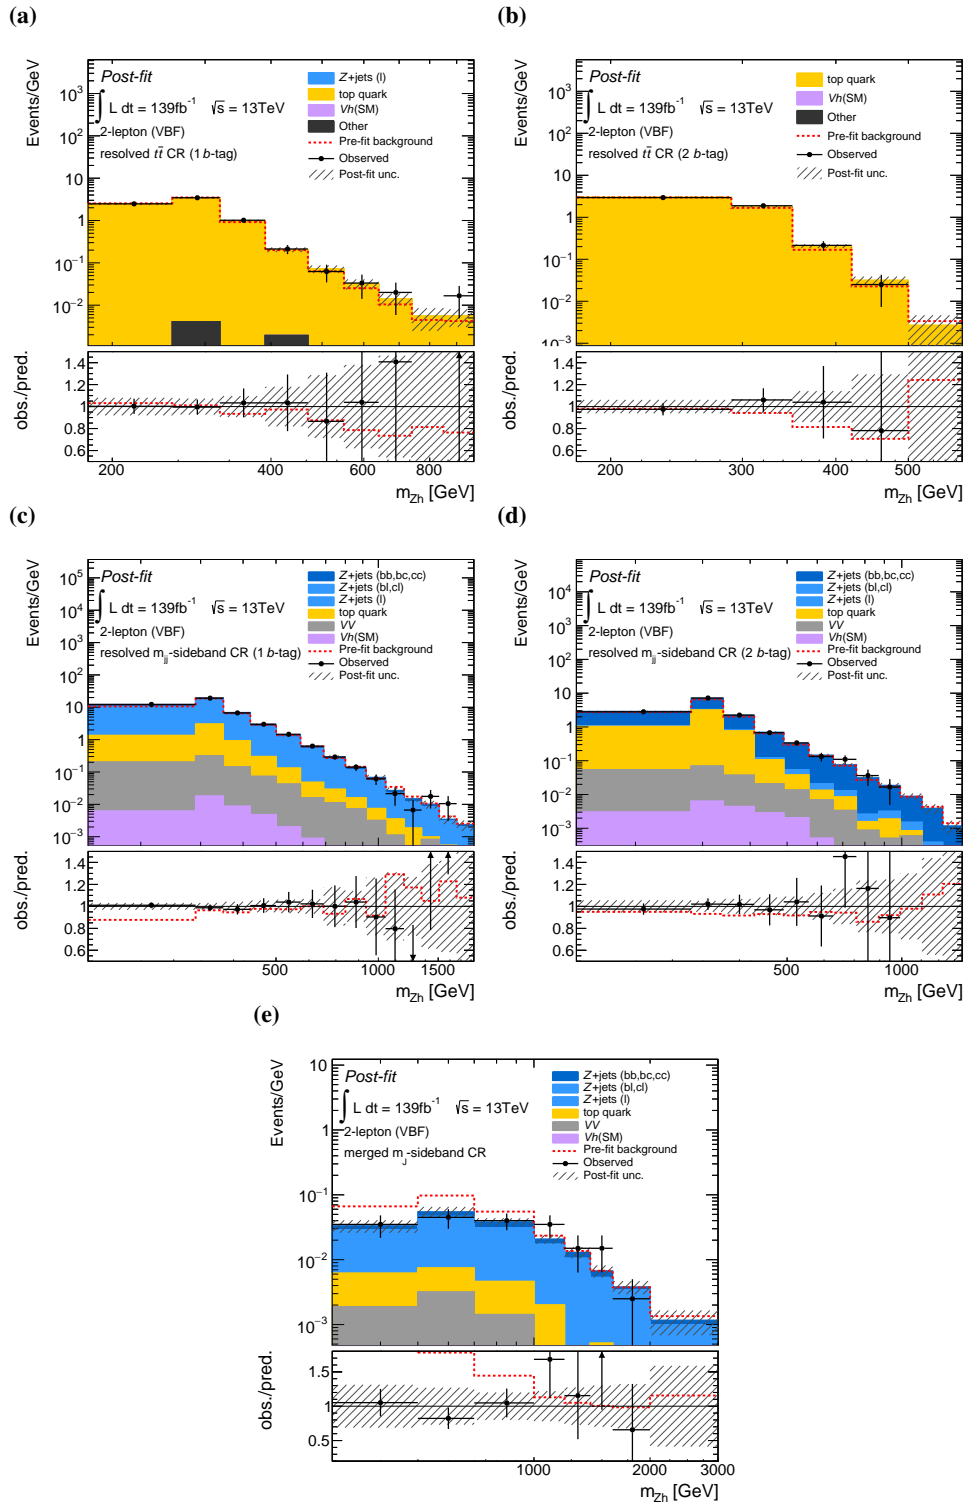 (a)
Events/GeV
10³
10²
10
1
10⁻¹
10⁻²
Post-fit
∫ L dt = 139fb⁻¹ √s = 13TeV
2-lepton (VBF)
resolved tt̄ CR (1 b-tag)
Z+jets (l)
top quark
Vh(SM)
Other
Pre-fit background
Observed
Post-fit unc.
obs./pred.
1.4
1.2
1
0.8
0.6
200 400 600 800
m_Zh [GeV]
(b)
Events/GeV
10³
10²
10
1
10⁻¹
10⁻²
10⁻³
Post-fit
∫ L dt = 139fb⁻¹ √s = 13TeV
2-lepton (VBF)
resolved tt̄ CR (2 b-tag)
top quark
Vh(SM)
Other
Pre-fit background
Observed
Post-fit unc.
obs./pred.
1.4
1.2
1
0.8
0.6
200 300 400 500
m_Zh [GeV]
(c)
Events/GeV
10⁵
10⁴
10³
10²
10
1
10⁻¹
10⁻²
10⁻³
Post-fit
∫ L dt = 139fb⁻¹ √s = 13TeV
2-lepton (VBF)
resolved m_jj-sideband CR (1 b-tag)
Z+jets (bb,bc,cc)
Z+jets (bl,cl)
Z+jets (l)
top quark
VV
Vh(SM)
Pre-fit background
Observed
Post-fit unc.
obs./pred.
1.4
1.2
1
0.8
0.6
500 1000 1500
m_Zh [GeV]
(d)
Events/GeV
10⁴
10³
10²
10
1
10⁻¹
10⁻²
10⁻³
Post-fit
∫ L dt = 139fb⁻¹ √s = 13TeV
2-lepton (VBF)
resolved m_jj-sideband CR (2 b-tag)
Z+jets (bb,bc,cc)
Z+jets (bl,cl)
Z+jets (l)
top quark
VV
Vh(SM)
Pre-fit background
Observed
Post-fit unc.
obs./pred.
1.4
1.2
1
0.8
0.6
500 1000
m_Zh [GeV]
(e)
Events/GeV
10
1
10⁻¹
10⁻²
10⁻³
Post-fit
∫ L dt = 139fb⁻¹ √s = 13TeV
2-lepton (VBF)
merged m_J-sideband CR
Z+jets (bb,bc,cc)
Z+jets (bl,cl)
Z+jets (l)
top quark
VV
Vh(SM)
Pre-fit background
Observed
Post-fit unc.
obs./pred.
1.5
1
0.5
1000 2000 3000
m_Zh [GeV]